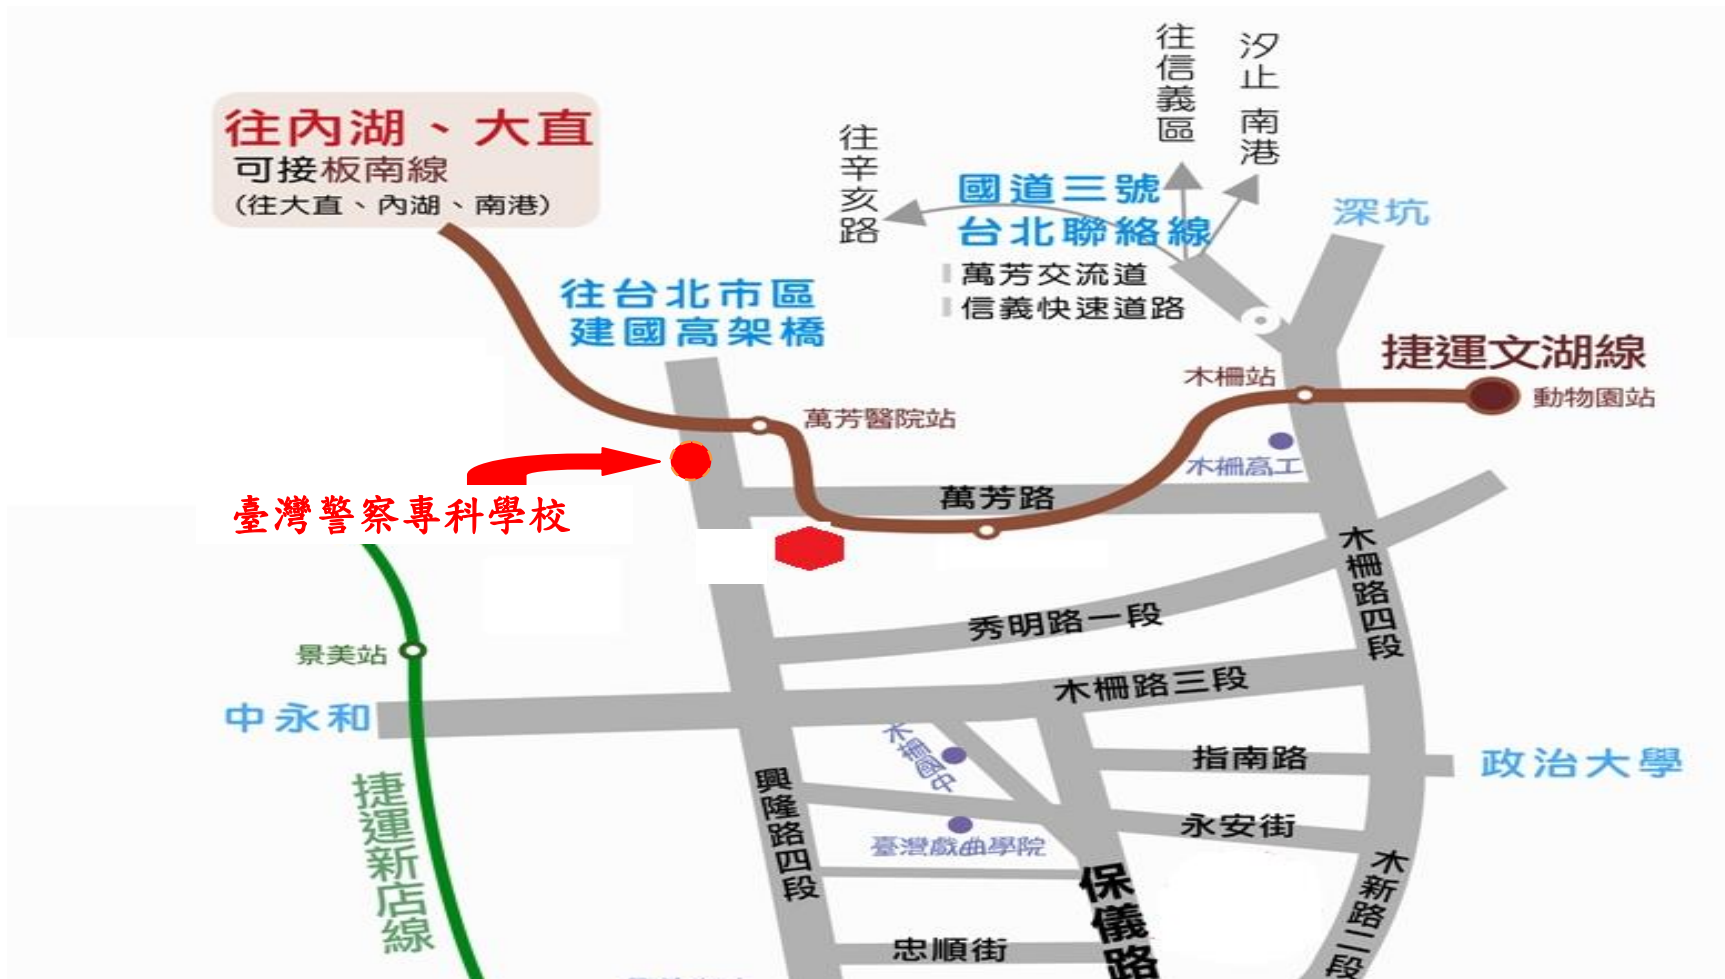 往信義區
汐止 南港
往內湖、大直
可接板南線
(往大直、內湖、南港)
往辛亥路
國道三號
台北聯絡線
萬芳交流道
信義快速道路
深坑
往台北市區
建國高架橋
捷運文湖線
木柵站
動物園站
萬芳醫院站
木柵高工
萬芳路
臺灣警察專科學校
木柵路四段
秀明路一段
景美站
木柵路三段
中永和
木柵國中
指南路
政治大學
捷運新店線
興隆路四段
永安街
臺灣戲曲學院
保儀路
木新路二段
忠順街